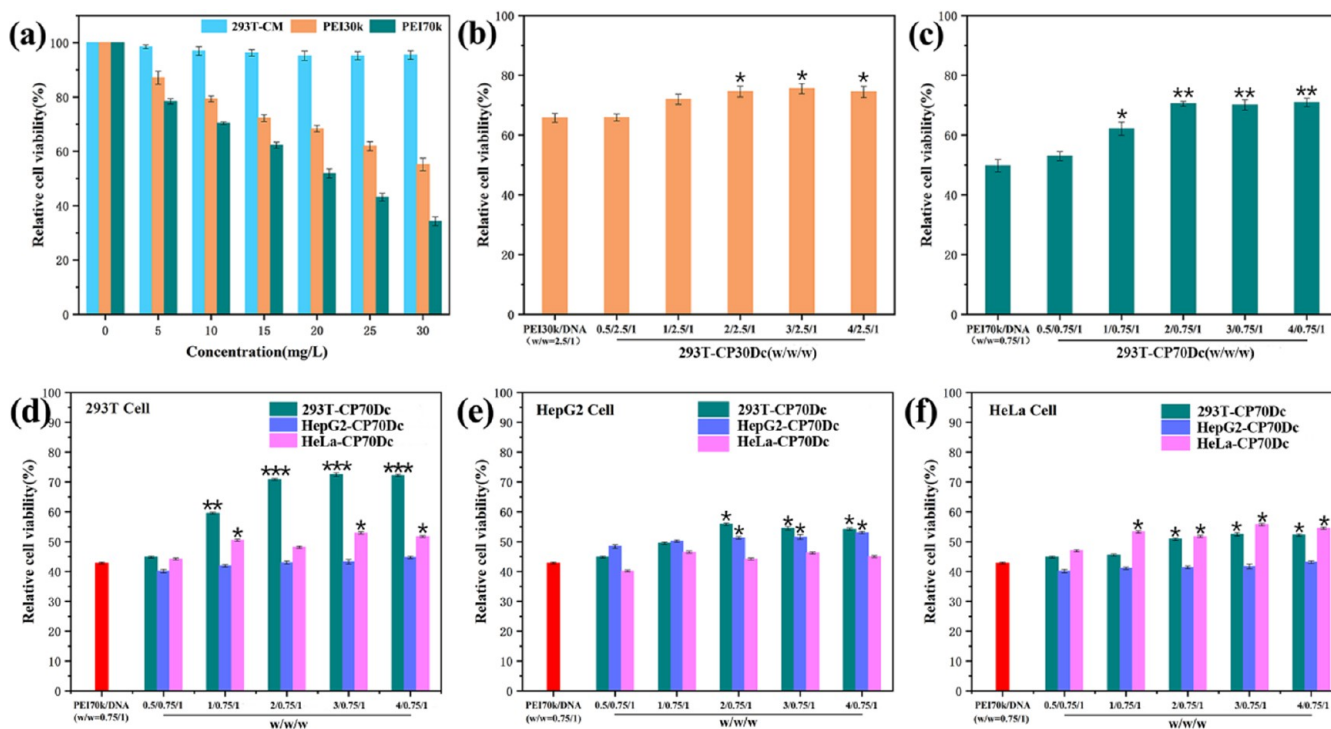 (a)
293T-CM PEI30k PEI70k
Relative cell viability(%)
100
80
60
40
20
0
0 5 10 15 20 25 30
Concentration(mg/L)
(b)
Relative cell viability(%)
100
80
60
40
20
0
* * *
PEI30k/DNA 0.5/2.5/1 1/2.5/1 2/2.5/1 3/2.5/1 4/2.5/1
(w/w=2.5/1)
293T-CP30Dc(w/w/w)
(c)
Relative cell viability(%)
100
80
60
40
20
0
* ** ** **
PEI70k/DNA 0.5/0.75/1 1/0.75/1 2/0.75/1 3/0.75/1 4/0.75/1
(w/w=0.75/1)
293T-CP70Dc(w/w/w)
(d)
293T Cell
293T-CP70Dc
HepG2-CP70Dc
HeLa-CP70Dc
Relative cell viability(%)
100
90
80
70
60
50
40
30
20
10
0
** * *** *** * *** *
PEI70k/DNA 0.5/0.75/1 1/0.75/1 2/0.75/1 3/0.75/1 4/0.75/1
(w/w=0.75/1)
w/w/w
(e)
HepG2 Cell
293T-CP70Dc
HepG2-CP70Dc
HeLa-CP70Dc
Relative cell viability(%)
100
90
80
70
60
50
40
30
20
10
0
* * * * * *
PEI70k/DNA 0.5/0.75/1 1/0.75/1 2/0.75/1 3/0.75/1 4/0.75/1
(w/w=0.75/1)
w/w/w
(f)
HeLa Cell
293T-CP70Dc
HepG2-CP70Dc
HeLa-CP70Dc
Relative cell viability(%)
100
90
80
70
60
50
40
30
20
10
0
* * * * * * *
PEI70k/DNA 0.5/0.75/1 1/0.75/1 2/0.75/1 3/0.75/1 4/0.75/1
(w/w=0.75/1)
w/w/w